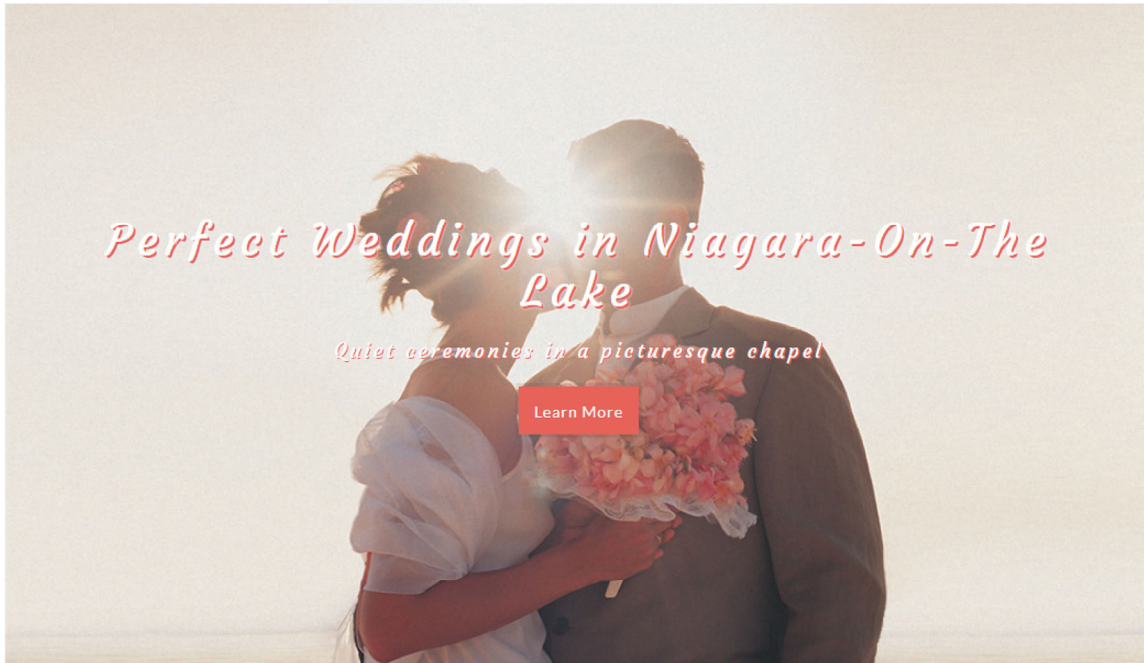 Perfect Weddings in Niagara-On-The
Lake
Quiet ceremonies in a picturesque chapel
Learn More